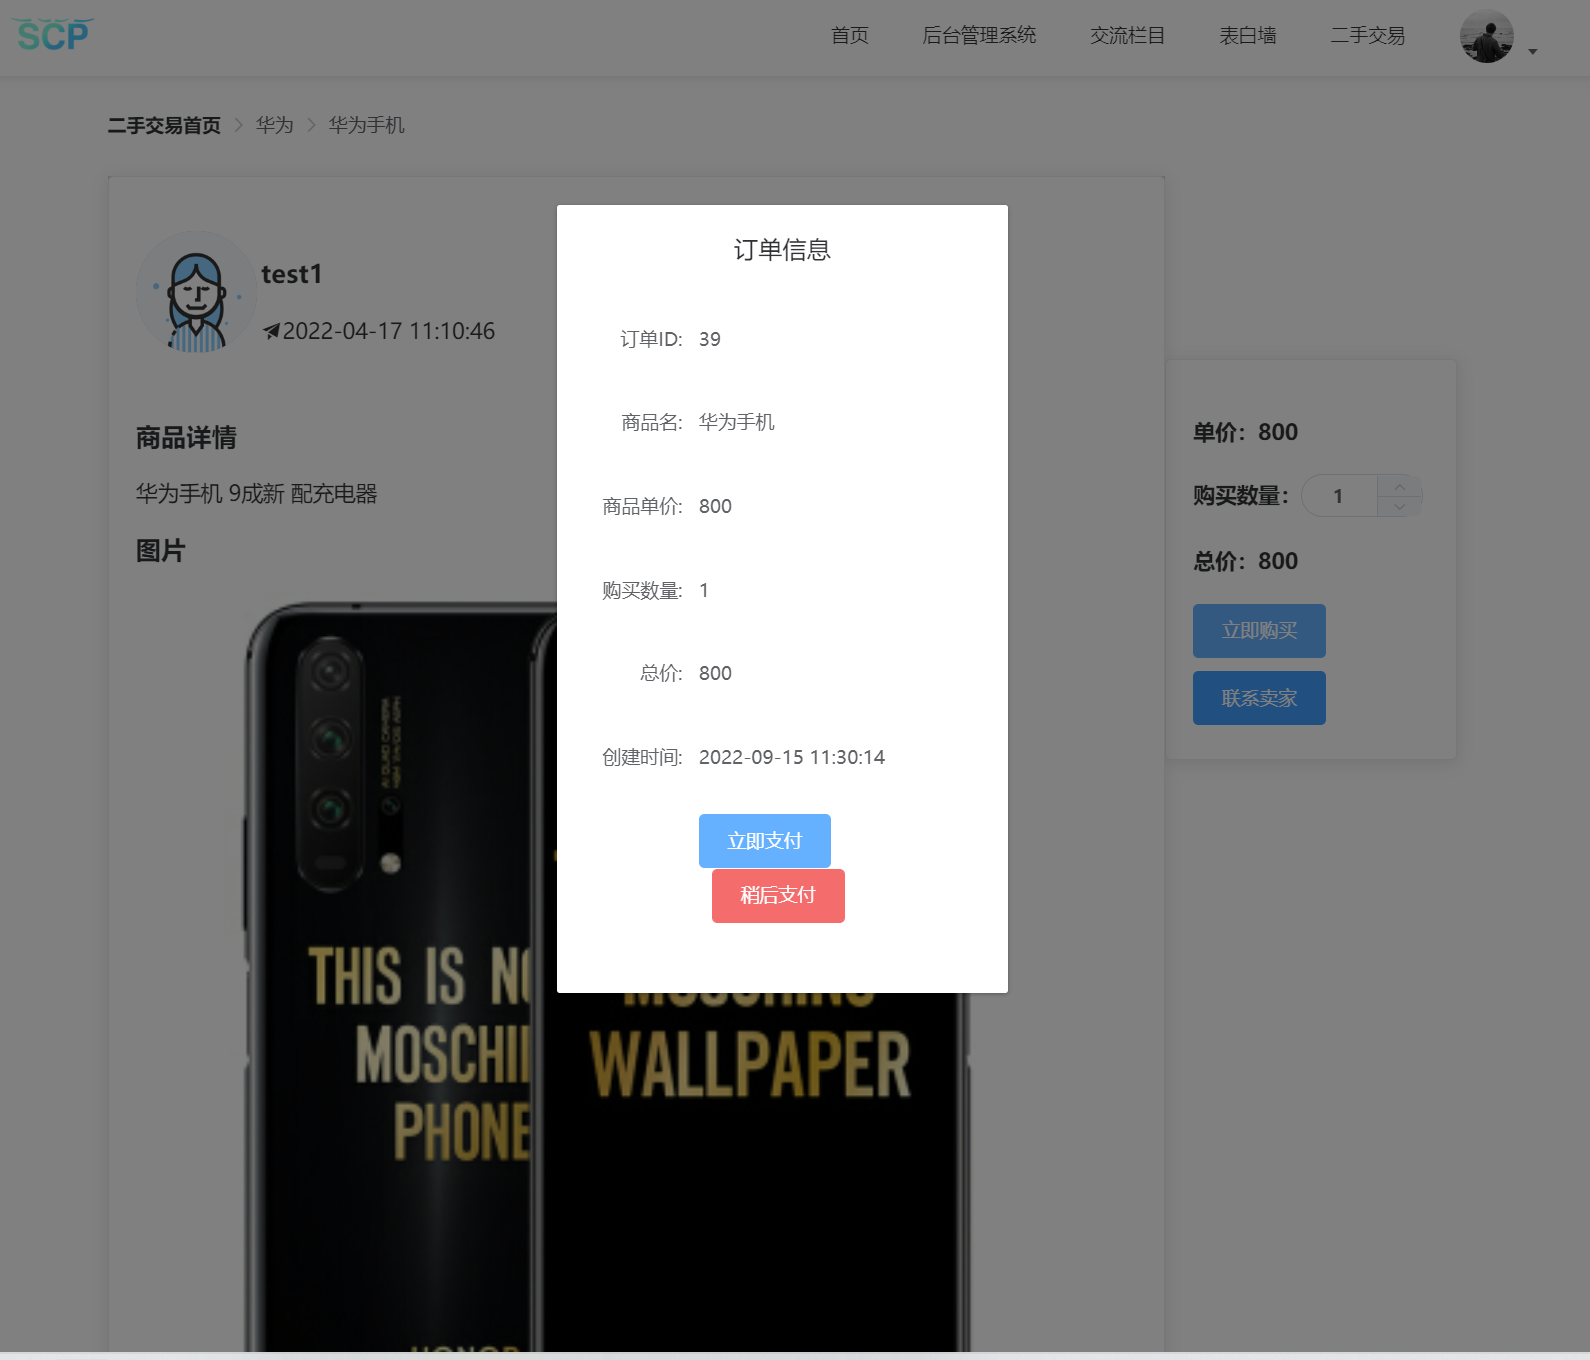 SCP
首页 后台管理系统 交流栏目 表白墙 二手交易
二手交易首页 > 华为 > 华为手机
test1
2022-04-17 11:10:46
商品详情
华为手机 9成新 配充电器
图片
THIS IS NO
MOSCHI
PHONE
HONOR
WALLPAPER
订单信息
订单ID: 39
商品名: 华为手机
商品单价: 800
购买数量: 1
总价: 800
创建时间: 2022-09-15 11:30:14
立即支付
稍后支付
单价：800
购买数量： 1
总价：800
立即购买
联系卖家